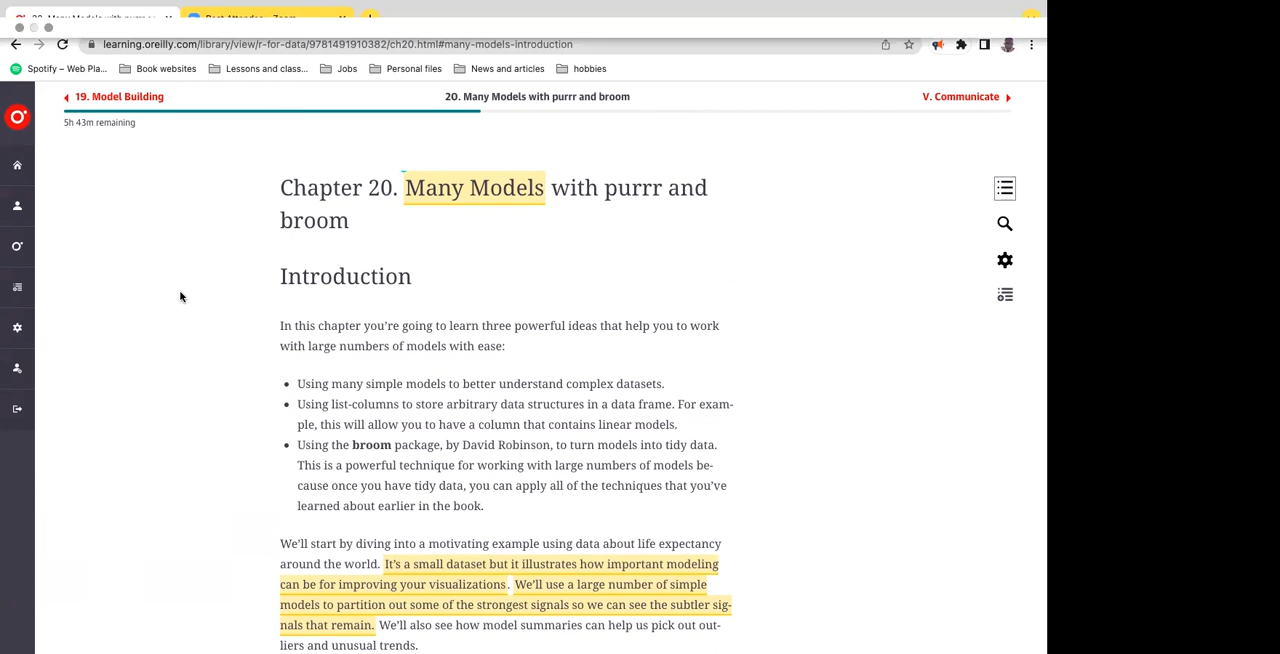 learning.oreilly.com/library/view/r-for-data/9781491910382/ch20.html#many-models-introduction
Spotify – Web Pla... Book websites Lessons and class... Jobs Personal files News and articles hobbies
19. Model Building 20. Many Models with purrr and broom V. Communicate
5h 43m remaining
Chapter 20. Many Models with purrr and
broom
Introduction
In this chapter you’re going to learn three powerful ideas that help you to work
with large numbers of models with ease:
• Using many simple models to better understand complex datasets.
• Using list-columns to store arbitrary data structures in a data frame. For exam-
ple, this will allow you to have a column that contains linear models.
• Using the broom package, by David Robinson, to turn models into tidy data.
This is a powerful technique for working with large numbers of models be-
cause once you have tidy data, you can apply all of the techniques that you’ve
learned about earlier in the book.
We’ll start by diving into a motivating example using data about life expectancy
around the world. It’s a small dataset but it illustrates how important modeling
can be for improving your visualizations. We’ll use a large number of simple
models to partition out some of the strongest signals so we can see the subtler sig-
nals that remain. We’ll also see how model summaries can help us pick out out-
liers and unusual trends.